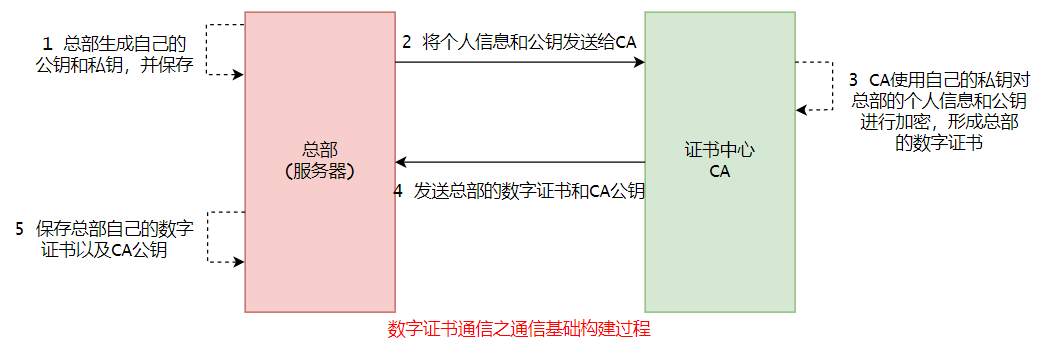 1 总部生成自己的
公钥和私钥，并保存
2 将个人信息和公钥发送给CA
3 CA使用自己的私钥对
总部的个人信息和公钥
进行加密，形成总部
的数字证书
总部
（服务器）
证书中心
CA
4 发送总部的数字证书和CA公钥
5 保存总部自己的数字
证书以及CA公钥
数字证书通信之通信基础构建过程